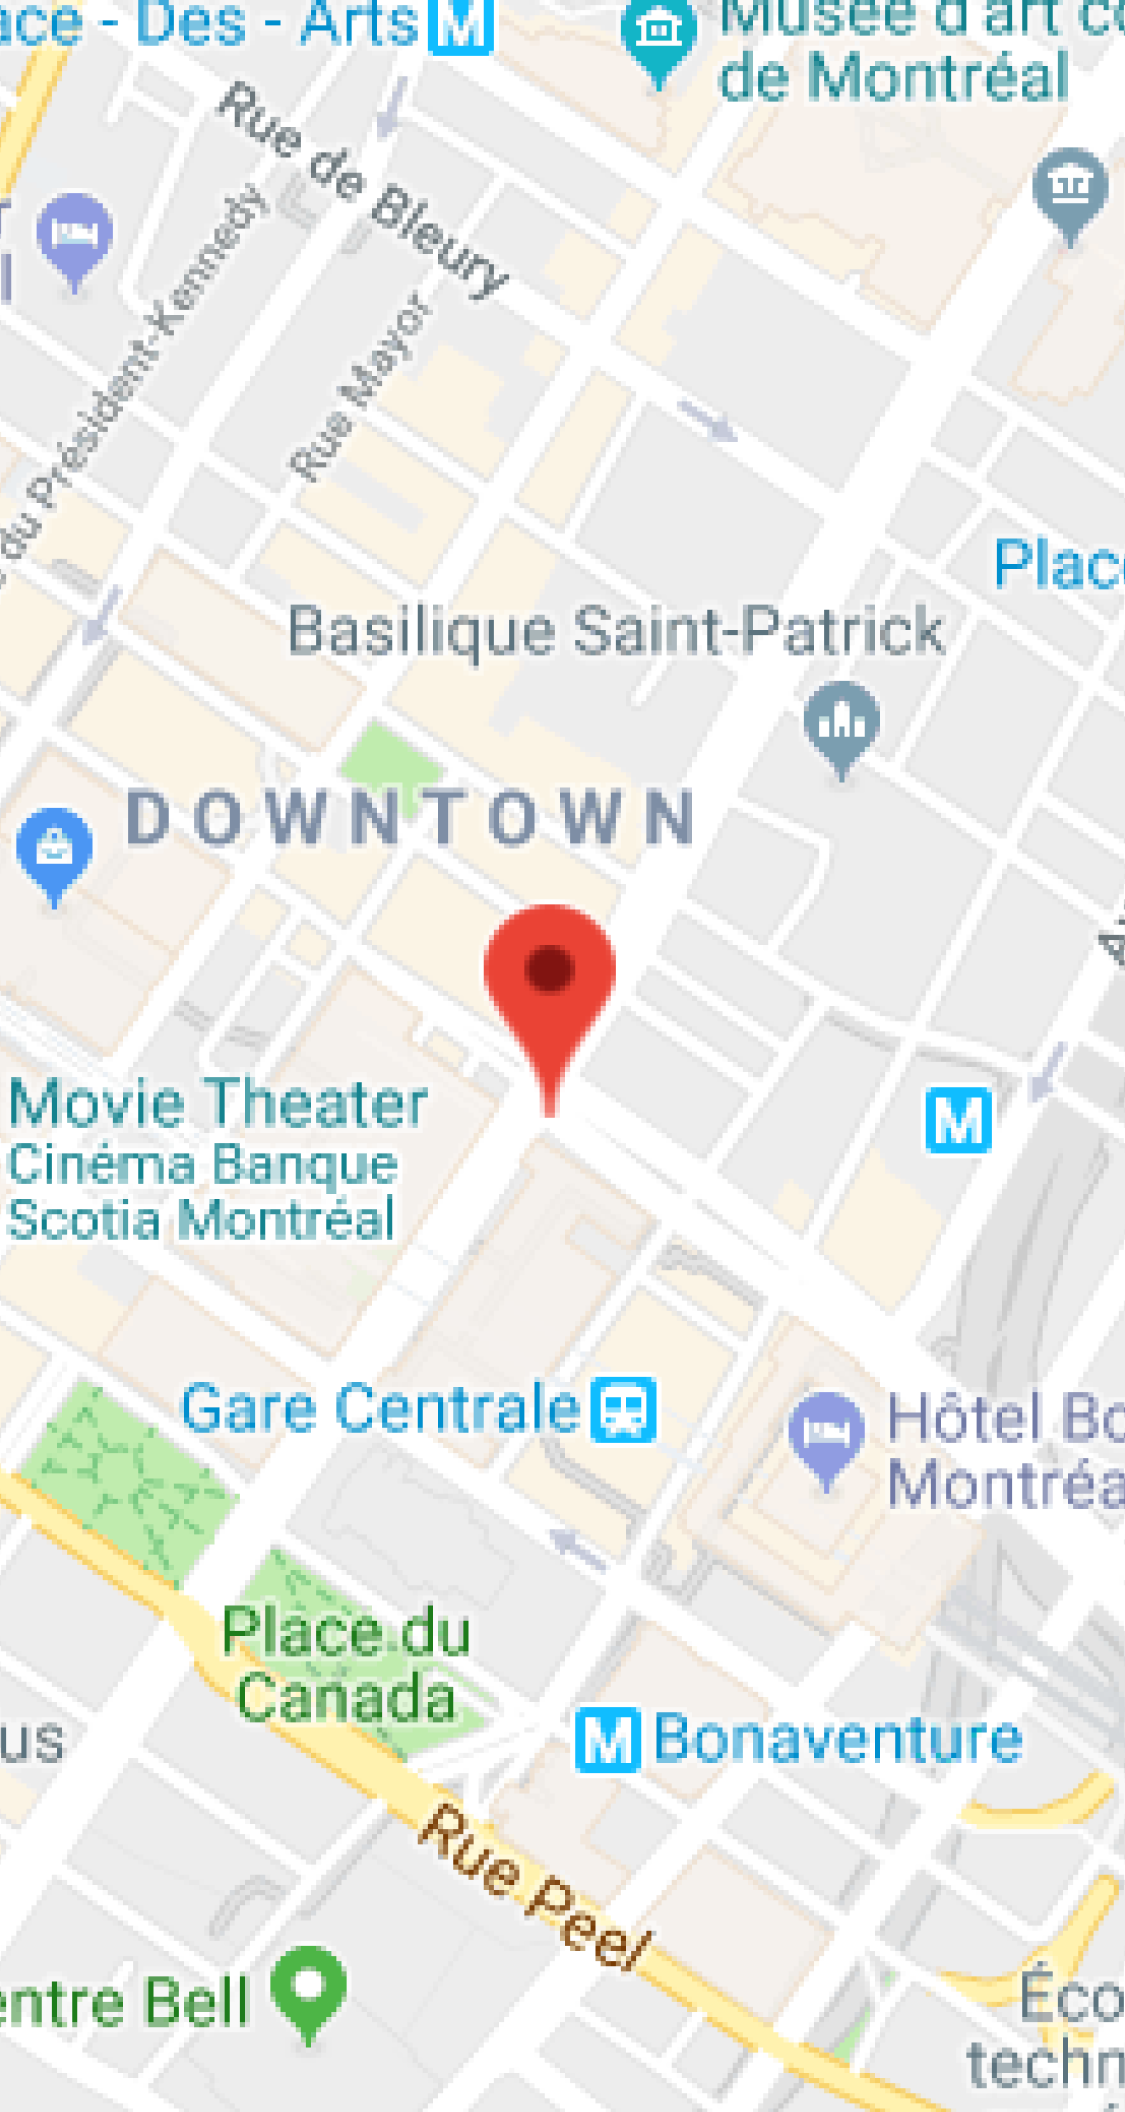 ace - Des - Arts M
Musée d'art co
de Montréal
Rue de Bleury
du Président-Kennedy
Rue Mayor
Place
Basilique Saint-Patrick
DOWNTOWN
Movie Theater
Cinéma Banque
Scotia Montréal
M
Gare Centrale
Hôtel Bo
Montréa
Place du
Canada
us
M Bonaventure
Rue Peel
entre Bell
Éco
techn